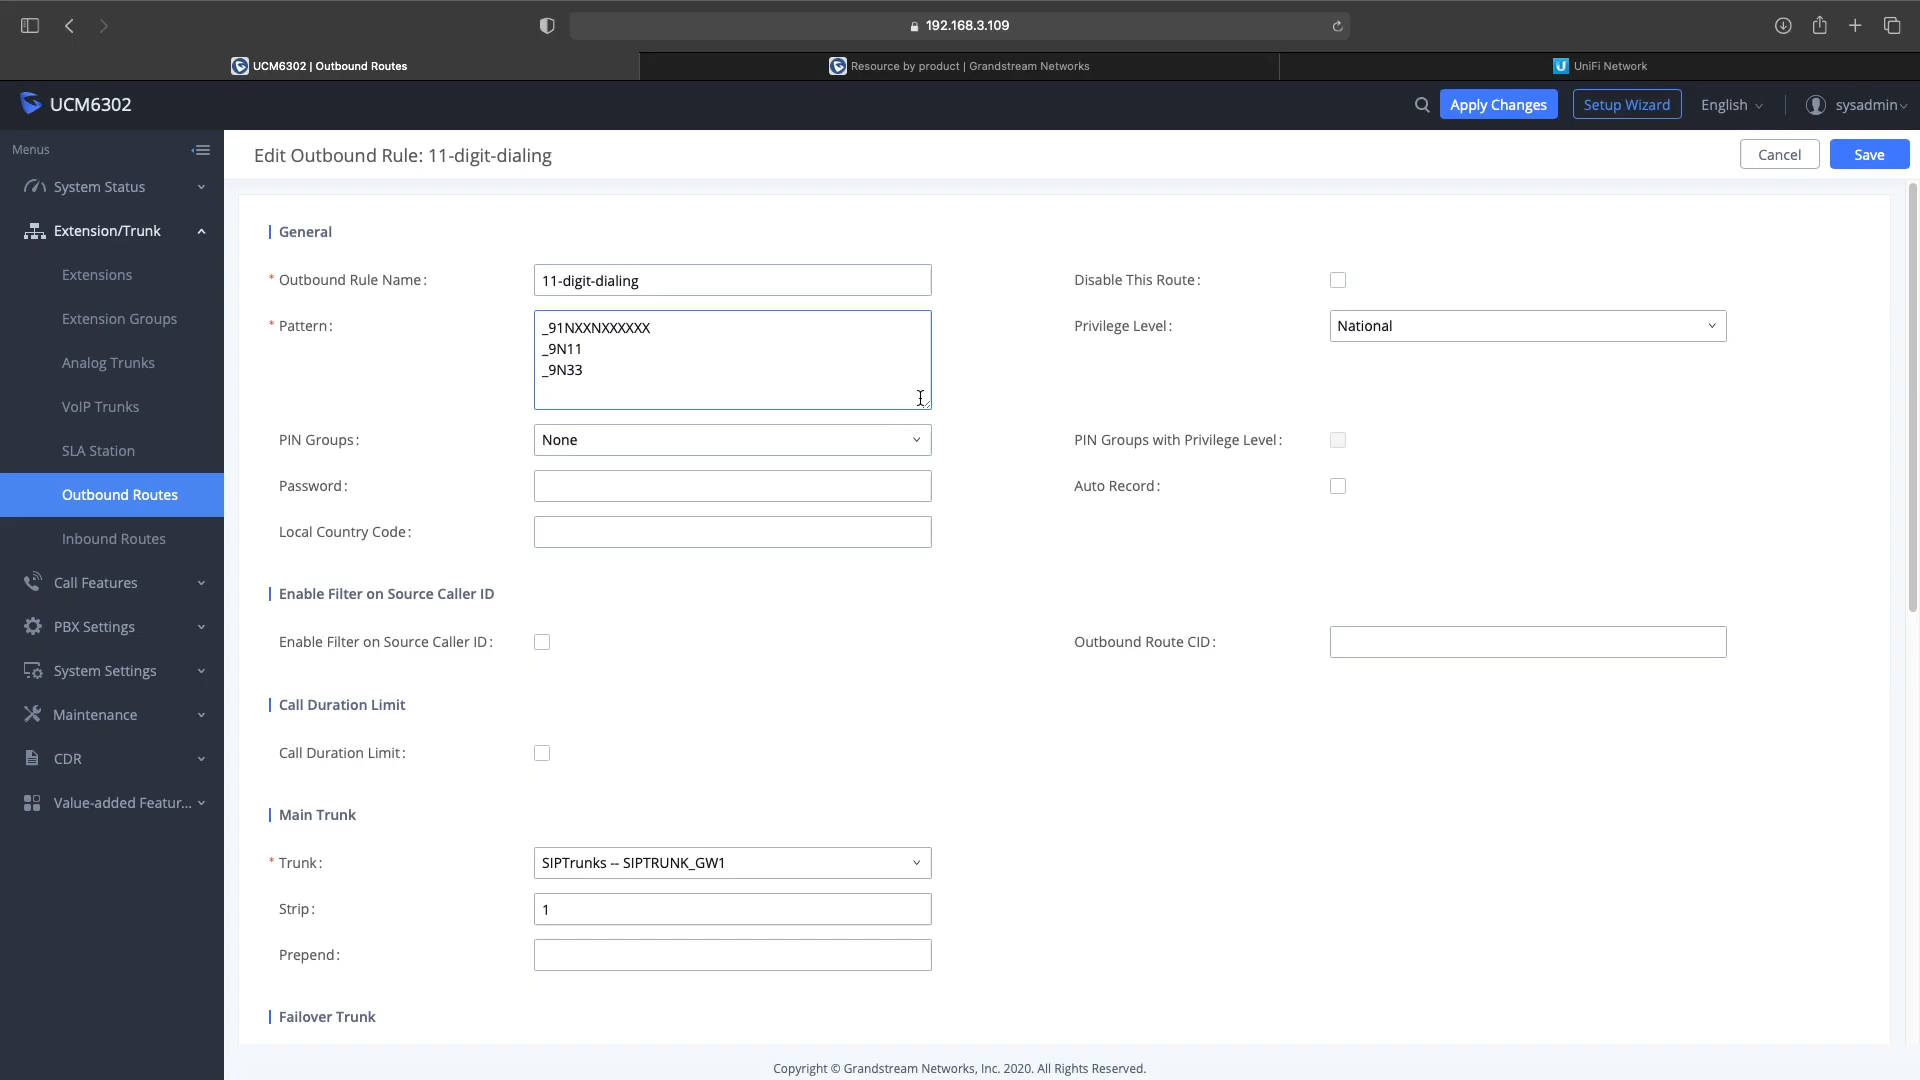 192.168.3.109
UCM6302 | Outbound Routes
Resource by product | Grandstream Networks
UniFi Network
UCM6302
Apply Changes
Setup Wizard
English
sysadmin
Menus
System Status
Extension/Trunk
Extensions
Extension Groups
Analog Trunks
VoIP Trunks
SLA Station
Outbound Routes
Inbound Routes
Call Features
PBX Settings
System Settings
Maintenance
CDR
Value-added Featur...
Edit Outbound Rule: 11-digit-dialing
Cancel
Save
General
* Outbound Rule Name:
11-digit-dialing
Disable This Route:
* Pattern:
_91NXXNXXXXXX
_9N11
_9N33
Privilege Level:
National
PIN Groups:
None
PIN Groups with Privilege Level:
Password:
Auto Record:
Local Country Code:
Enable Filter on Source Caller ID
Enable Filter on Source Caller ID:
Outbound Route CID:
Call Duration Limit
Call Duration Limit:
Main Trunk
* Trunk:
SIPTrunks -- SIPTRUNK_GW1
Strip:
1
Prepend:
Failover Trunk
Copyright © Grandstream Networks, Inc. 2020. All Rights Reserved.